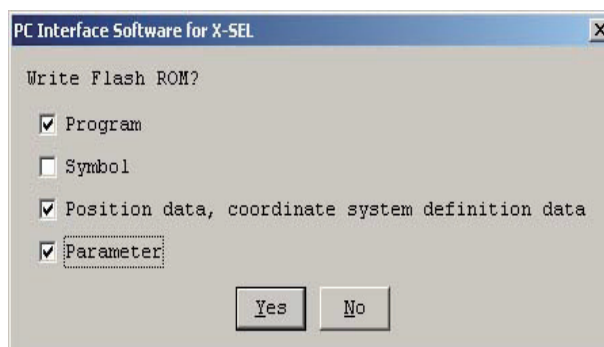 PC Interface Software for X-SEL
Write Flash ROM?
Program
Symbol
Position data, coordinate system definition data
Parameter
Yes No